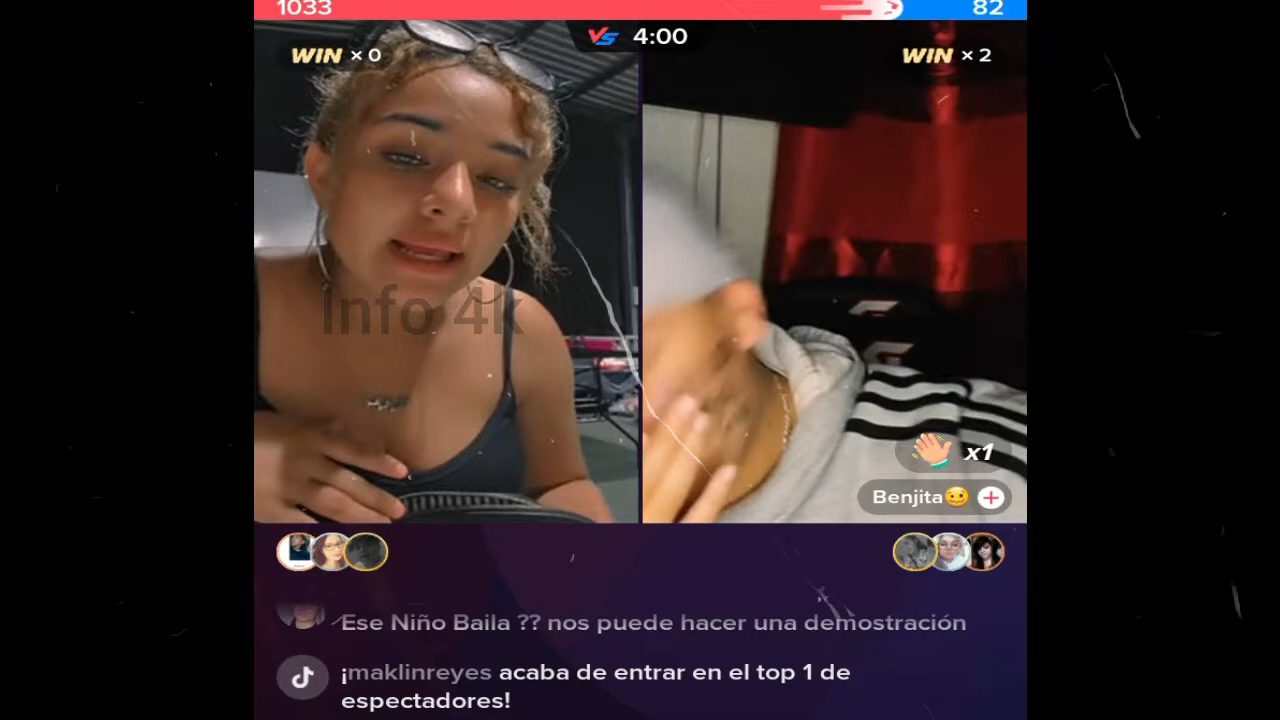 1033
82
VS 4:00
WIN × 0
WIN × 2
Info 4k
x1
Benjita
Ese Niño Baila ?? nos puede hacer una demostración
¡maklinreyes acaba de entrar en el top 1 de
espectadores!